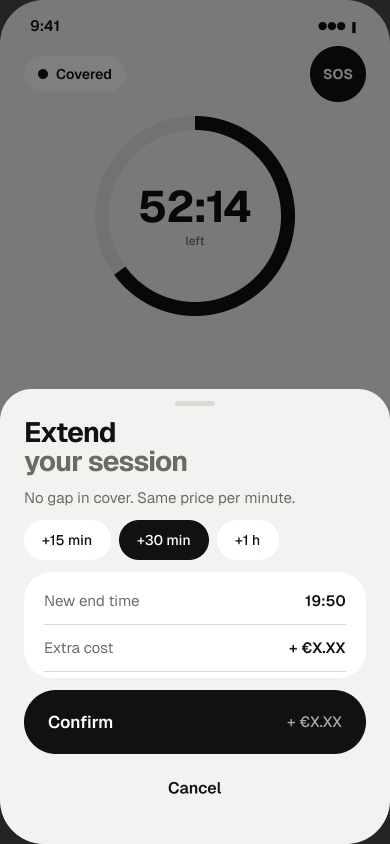 9:41
Covered
SOS
52:14
left
Extend
your session
No gap in cover. Same price per minute.
+15 min
+30 min
+1 h
New end time
19:50
Extra cost
+ €X.XX
Confirm
+ €X.XX
Cancel